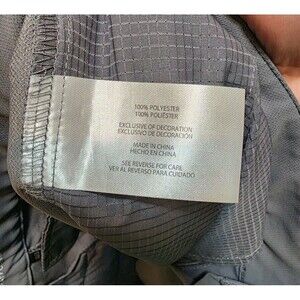 100% POLYESTER
100% POLIÉSTER
EXCLUSIVE OF DECORATION
EXCLUSIVO DE DECORACIÓN
MADE IN CHINA
HECHO EN CHINA
SEE REVERSE FOR CARE
VER AL REVERSO PARA CUIDADO